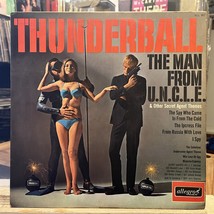 THUNDERBALL
THE MAN
FROM
U.N.C.L.E.
& Other Secret Agent Themes
The Spy Who Came
In From The Cold
The Ipcress File
From Russia With Love
I Spy
allegro